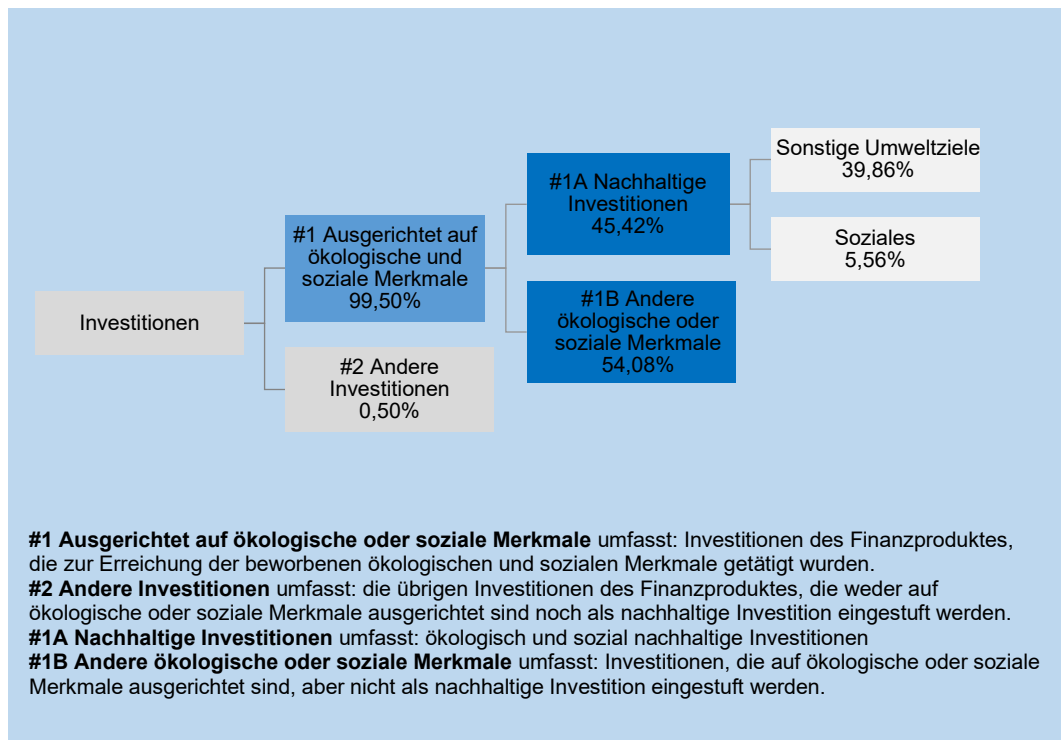 Investitionen
#1 Ausgerichtet auf
ökologische und
soziale Merkmale
99,50%
#2 Andere
Investitionen
0,50%
#1A Nachhaltige
Investitionen
45,42%
#1B Andere
ökologische oder
soziale Merkmale
54,08%
Sonstige Umweltziele
39,86%
Soziales
5,56%
#1 Ausgerichtet auf ökologische oder soziale Merkmale umfasst: Investitionen des Finanzproduktes,
die zur Erreichung der beworbenen ökologischen und sozialen Merkmale getätigt wurden.
#2 Andere Investitionen umfasst: die übrigen Investitionen des Finanzproduktes, die weder auf
ökologische oder soziale Merkmale ausgerichtet sind noch als nachhaltige Investition eingestuft werden.
#1A Nachhaltige Investitionen umfasst: ökologisch und sozial nachhaltige Investitionen
#1B Andere ökologische oder soziale Merkmale umfasst: Investitionen, die auf ökologische oder soziale
Merkmale ausgerichtet sind, aber nicht als nachhaltige Investition eingestuft werden.